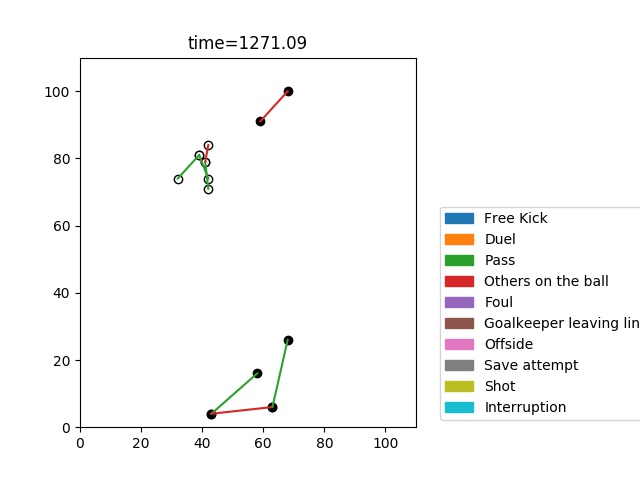 time=1271.09
100
80
60
40
20
0
0 20 40 60 80 100
Free Kick
Duel
Pass
Others on the ball
Foul
Goalkeeper leaving lin
Offside
Save attempt
Shot
Interruption